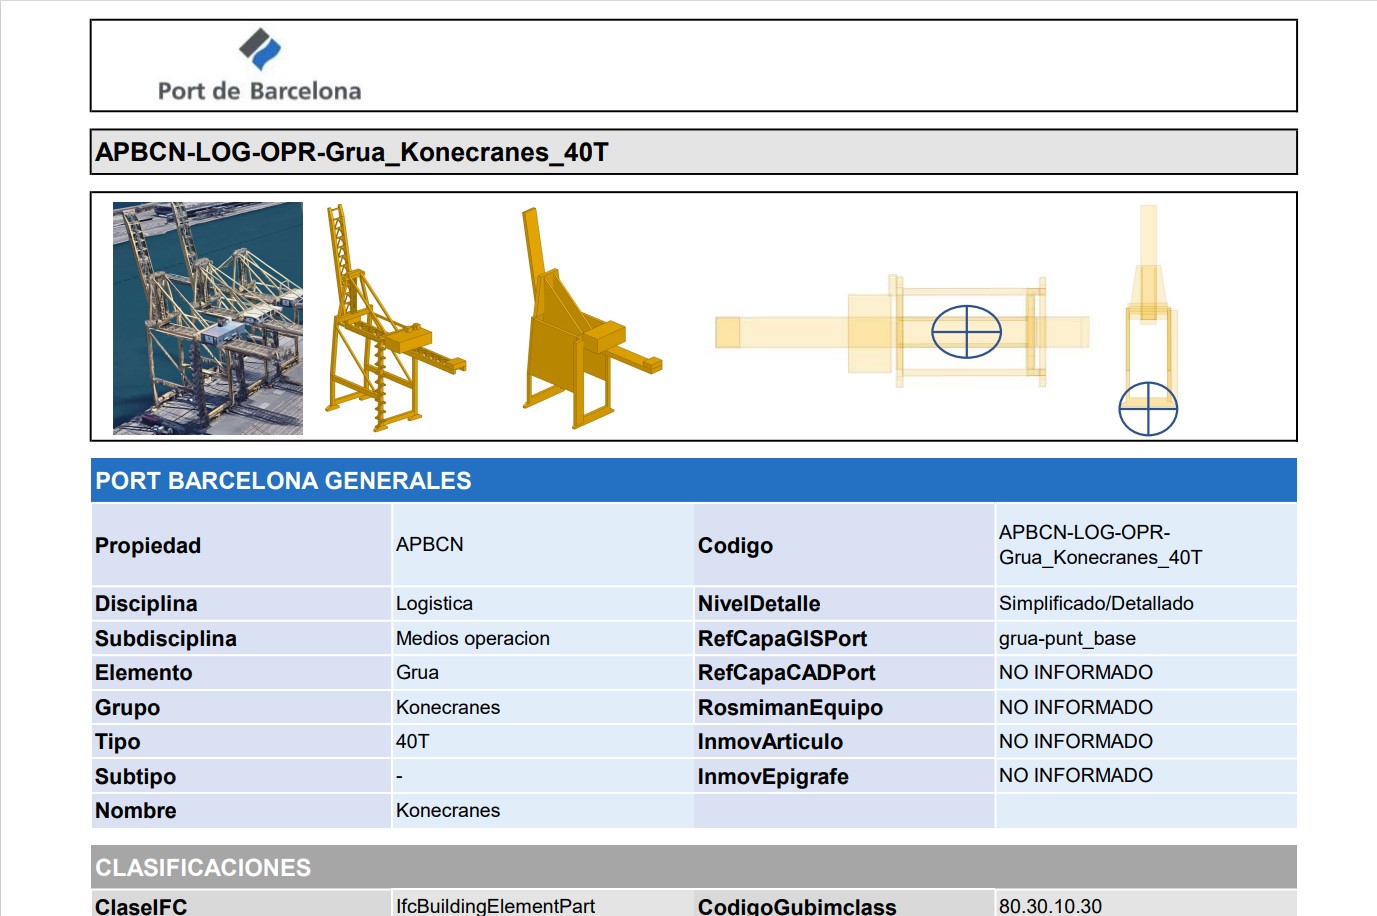 Port de Barcelona
APBCN-LOG-OPR-Grua_Konecranes_40T
PORT BARCELONA GENERALES
Propiedad APBCN Codigo APBCN-LOG-OPR-
Grua_Konecranes_40T
Disciplina Logistica NivelDetalle Simplificado/Detallado
Subdisciplina Medios operacion RefCapaGISPort grua-punt_base
Elemento Grua RefCapaCADPort NO INFORMADO
Grupo Konecranes RosmimanEquipo NO INFORMADO
Tipo 40T InmovArticulo NO INFORMADO
Subtipo - InmovEpigrafe NO INFORMADO
Nombre Konecranes
CLASIFICACIONES
ClaseIFC IfcBuildingElementPart CodigoGubimclass 80.30.10.30